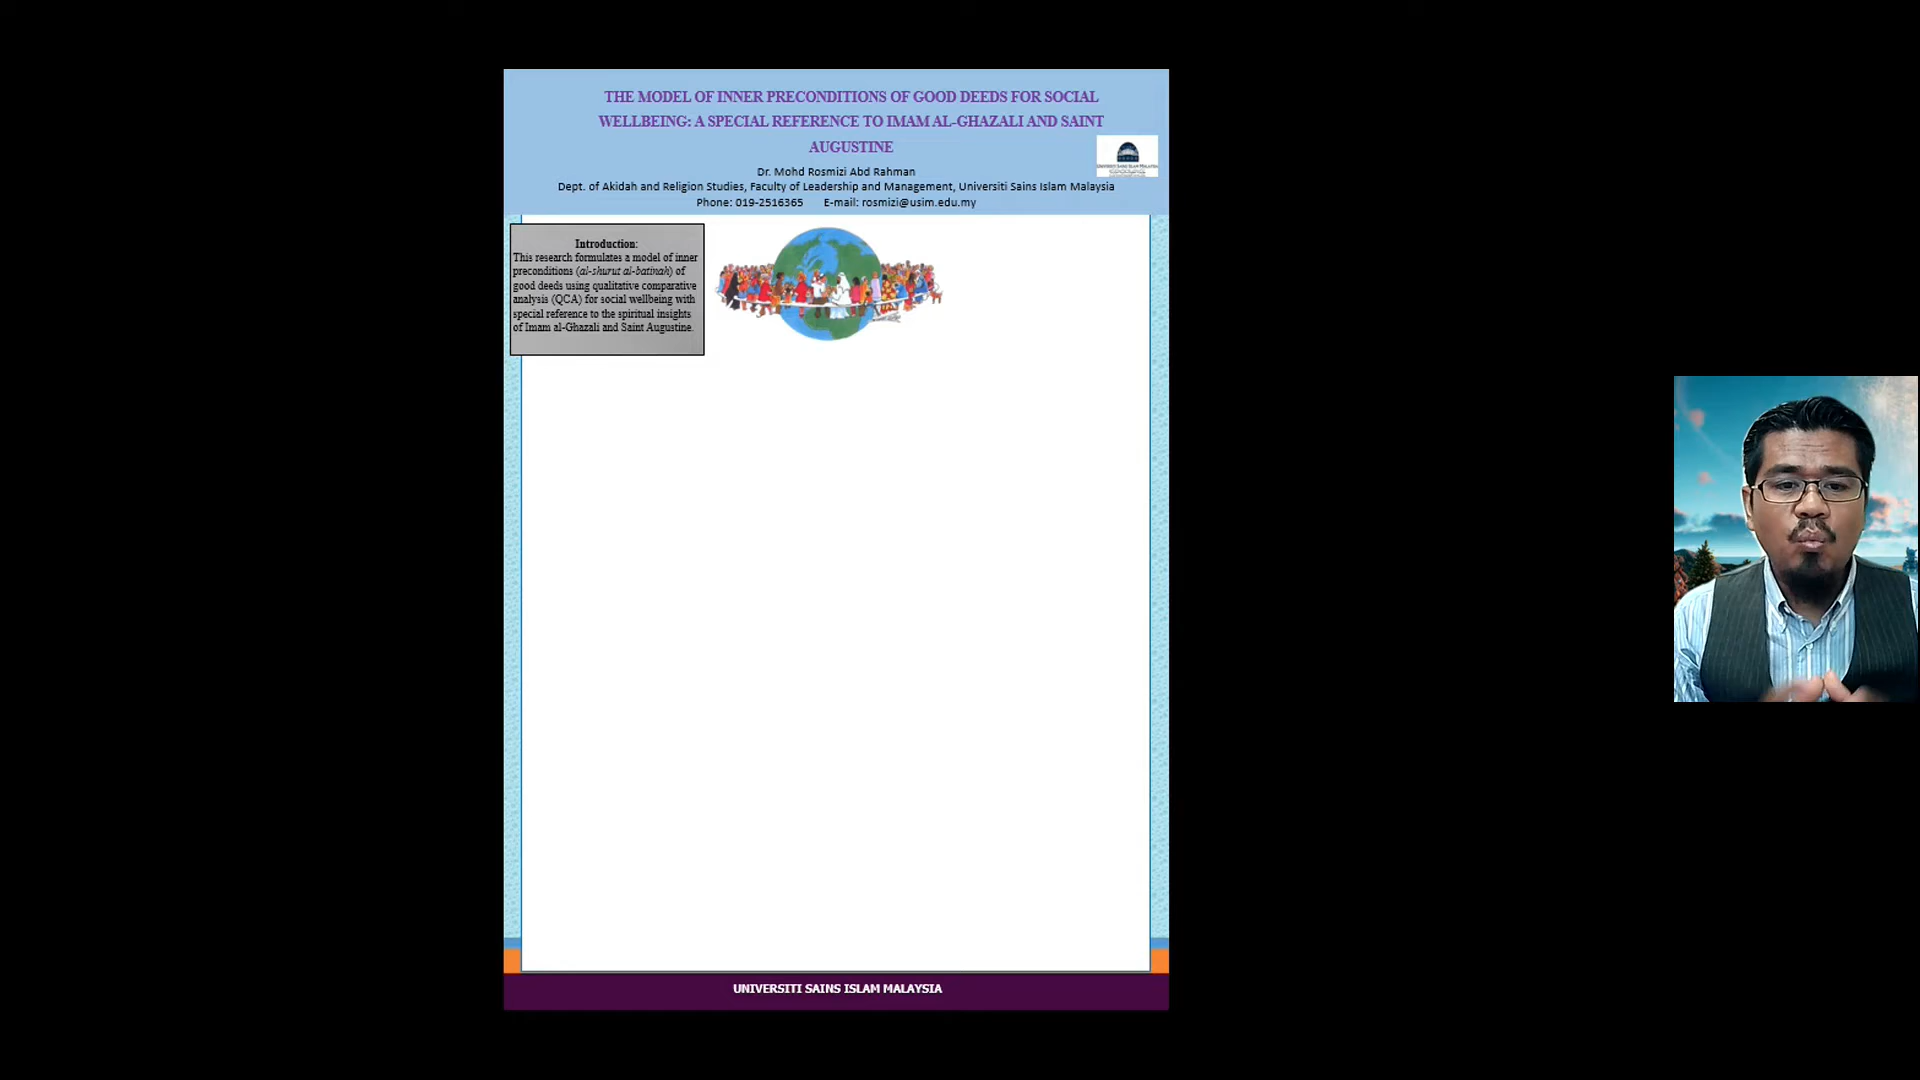 THE MODEL OF INNER PRECONDITIONS OF GOOD DEEDS FOR SOCIAL
WELLBEING: A SPECIAL REFERENCE TO IMAM AL-GHAZALI AND SAINT
AUGUSTINE
Dr. Mohd Rosmizi Abd Rahman
Dept. of Akidah and Religion Studies, Faculty of Leadership and Management, Universiti Sains Islam Malaysia
Phone: 019-2516365 E-mail: rosmizi@usim.edu.my
UNIVERSITI SAINS ISLAM MALAYSIA
Introduction:
This research formulates a model of inner
preconditions (al-shurut al-batinah) of
good deeds using qualitative comparative
analysis (QCA) for social wellbeing with
special reference to the spiritual insights
of Imam al-Ghazali and Saint Augustine.
UNIVERSITI SAINS ISLAM MALAYSIA